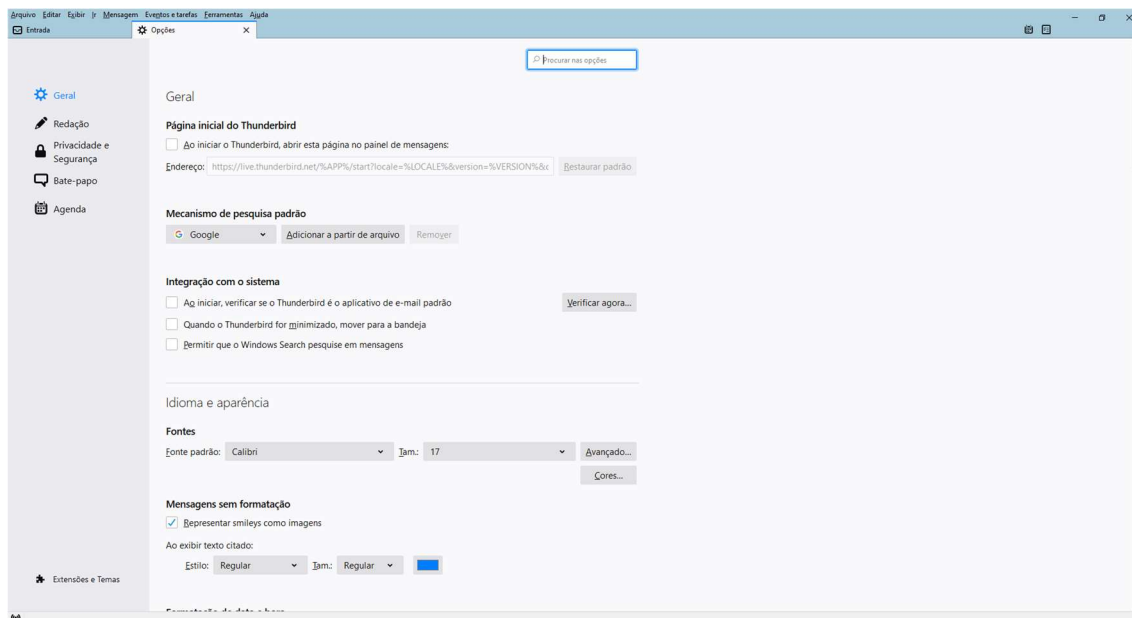 Arquivo Editar Exibir Ir Mensagem Eventos e tarefas Ferramentas Ajuda
Entrada
Opções
Procurar nas opções
Geral
Redação
Privacidade e
Segurança
Bate-papo
Agenda
Extensões e Temas
Geral
Página inicial do Thunderbird
Ao iniciar o Thunderbird, abrir esta página no painel de mensagens:
Endereço: https://live.thunderbird.net/%APP%/start?locale=%LOCALE%&version=%VERSION%& Restaurar padrão
Mecanismo de pesquisa padrão
Google Adicionar a partir de arquivo Remover
Integração com o sistema
Ao iniciar, verificar se o Thunderbird é o aplicativo de e-mail padrão Verificar agora...
Quando o Thunderbird for minimizado, mover para a bandeja
Permitir que o Windows Search pesquise em mensagens
Idioma e aparência
Fontes
Fonte padrão: Calibri Tam.: 17 Avançado...
Cores...
Mensagens sem formatação
Representar smileys como imagens
Ao exibir texto citado:
Estilo: Regular Tam.: Regular